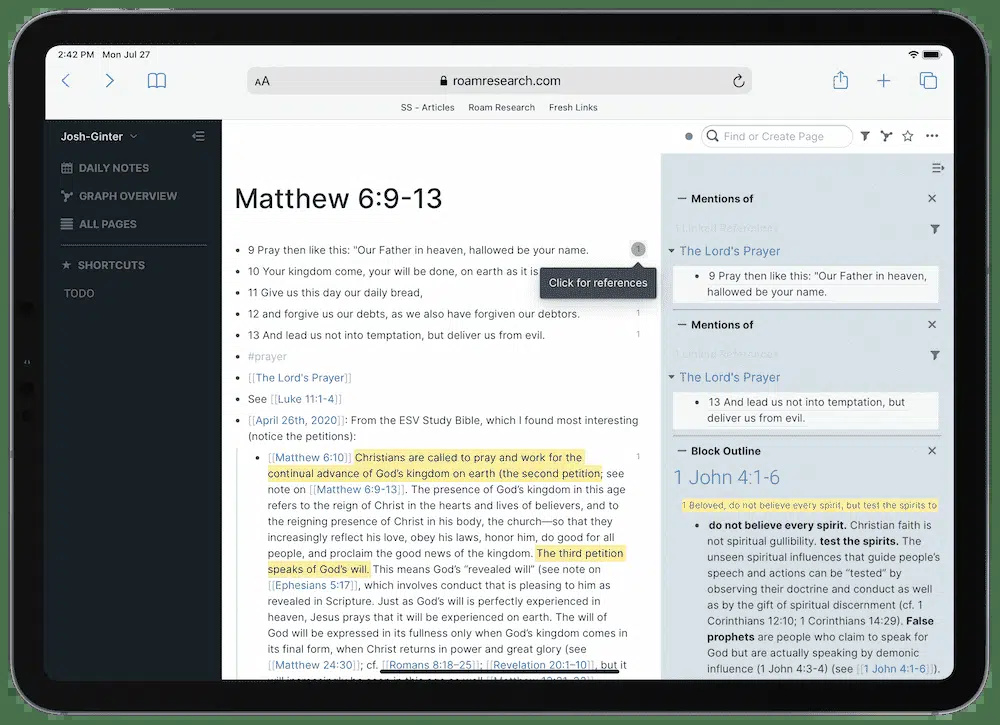 2:42 PM Mon Jul 27
AA roamresearch.com
SS – Articles Roam Research Fresh Links
Josh-Ginter
DAILY NOTES
GRAPH OVERVIEW
ALL PAGES
SHORTCUTS
TODO
Find or Create Page
Matthew 6:9-13
9 Pray then like this: "Our Father in heaven, hallowed be your name. 1
10 Your kingdom come, your will be done, on earth as it is
Click for references
11 Give us this day our daily bread,
12 and forgive us our debts, as we also have forgiven our debtors. 1
13 And lead us not into temptation, but deliver us from evil. 1
#prayer
[[The Lord's Prayer]]
See [[Luke 11:1-4]]
[[April 26th, 2020]]: From the ESV Study Bible, which I found most interesting
(notice the petitions):
[[Matthew 6:10]] Christians are called to pray and work for the 1
continual advance of God's kingdom on earth (the second petition; see
note on [[Matthew 6:9-13]]. The presence of God's kingdom in this age
refers to the reign of Christ in the hearts and lives of believers, and to
the reigning presence of Christ in his body, the church—so that they
increasingly reflect his love, obey his laws, honor him, do good for all
people, and proclaim the good news of the kingdom. The third petition
speaks of God's will. This means God's "revealed will" (see note on
[[Ephesians 5:17]], which involves conduct that is pleasing to him as
revealed in Scripture. Just as God's will is perfectly experienced in
heaven, Jesus prays that it will be experienced on earth. The will of
God will be expressed in its fullness only when God's kingdom comes in
its final form, when Christ returns in power and great glory (see
[[Matthew 24:30]]; cf. [[Romans 8:18–25]]; [[Revelation 20:1–10]], but it
Mentions of
1 Linked References
The Lord's Prayer
9 Pray then like this: "Our Father in heaven,
hallowed be your name.
Mentions of
1 Linked References
The Lord's Prayer
13 And lead us not into temptation, but
deliver us from evil.
Block Outline
1 John 4:1-6
1 Beloved, do not believe every spirit, but test the spirits to
do not believe every spirit. Christian faith is
not spiritual gullibility. test the spirits. The
unseen spiritual influences that guide people's
speech and actions can be "tested" by
observing their doctrine and conduct as well
as by the gift of spiritual discernment (cf. 1
Corinthians 12:10; 1 Corinthians 14:29). False
prophets are people who claim to speak for
God but are actually speaking by demonic
influence (1 John 4:3-4) (see [[1 John 4:1-6]]).